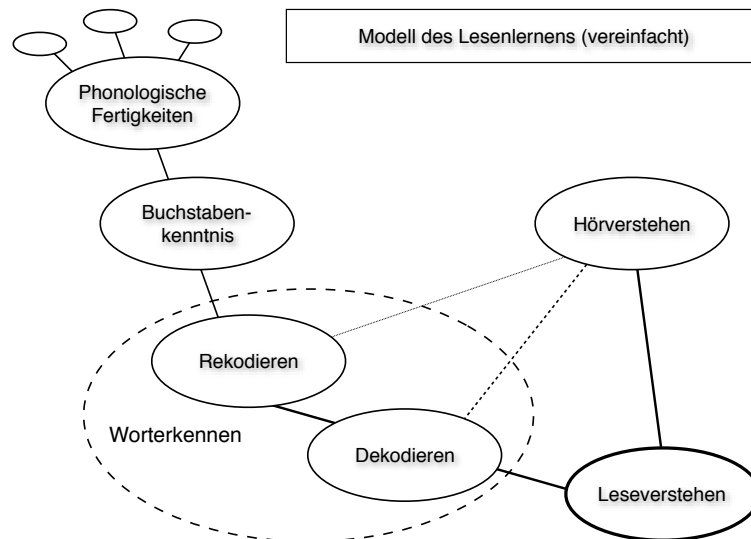 Modell des Lesenlernens (vereinfacht)
Phonologische
Fertigkeiten
Buchstaben-
kenntnis
Hörverstehen
Rekodieren
Worterkennen
Dekodieren
Leseverstehen